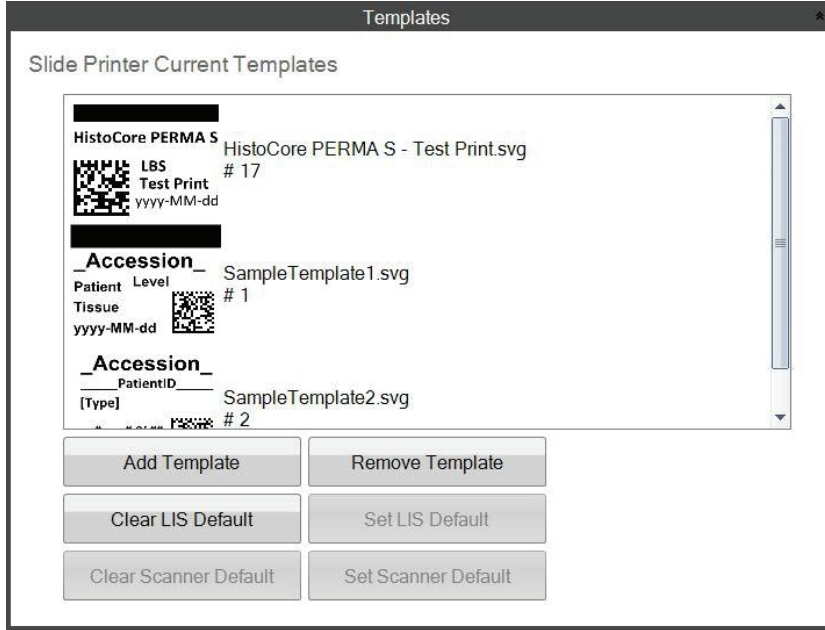 Templates
Slide Printer Current Templates
HistoCore PERMA S
LBS
Test Print
yyyy-MM-dd
HistoCore PERMA S - Test Print.svg
# 17
_Accession_
Patient Level
Tissue
yyyy-MM-dd
SampleTemplate1.svg
# 1
_Accession_
_____PatientID_____
[Type]
SampleTemplate2.svg
# 2
Add Template
Remove Template
Clear LIS Default
Set LIS Default
Clear Scanner Default
Set Scanner Default